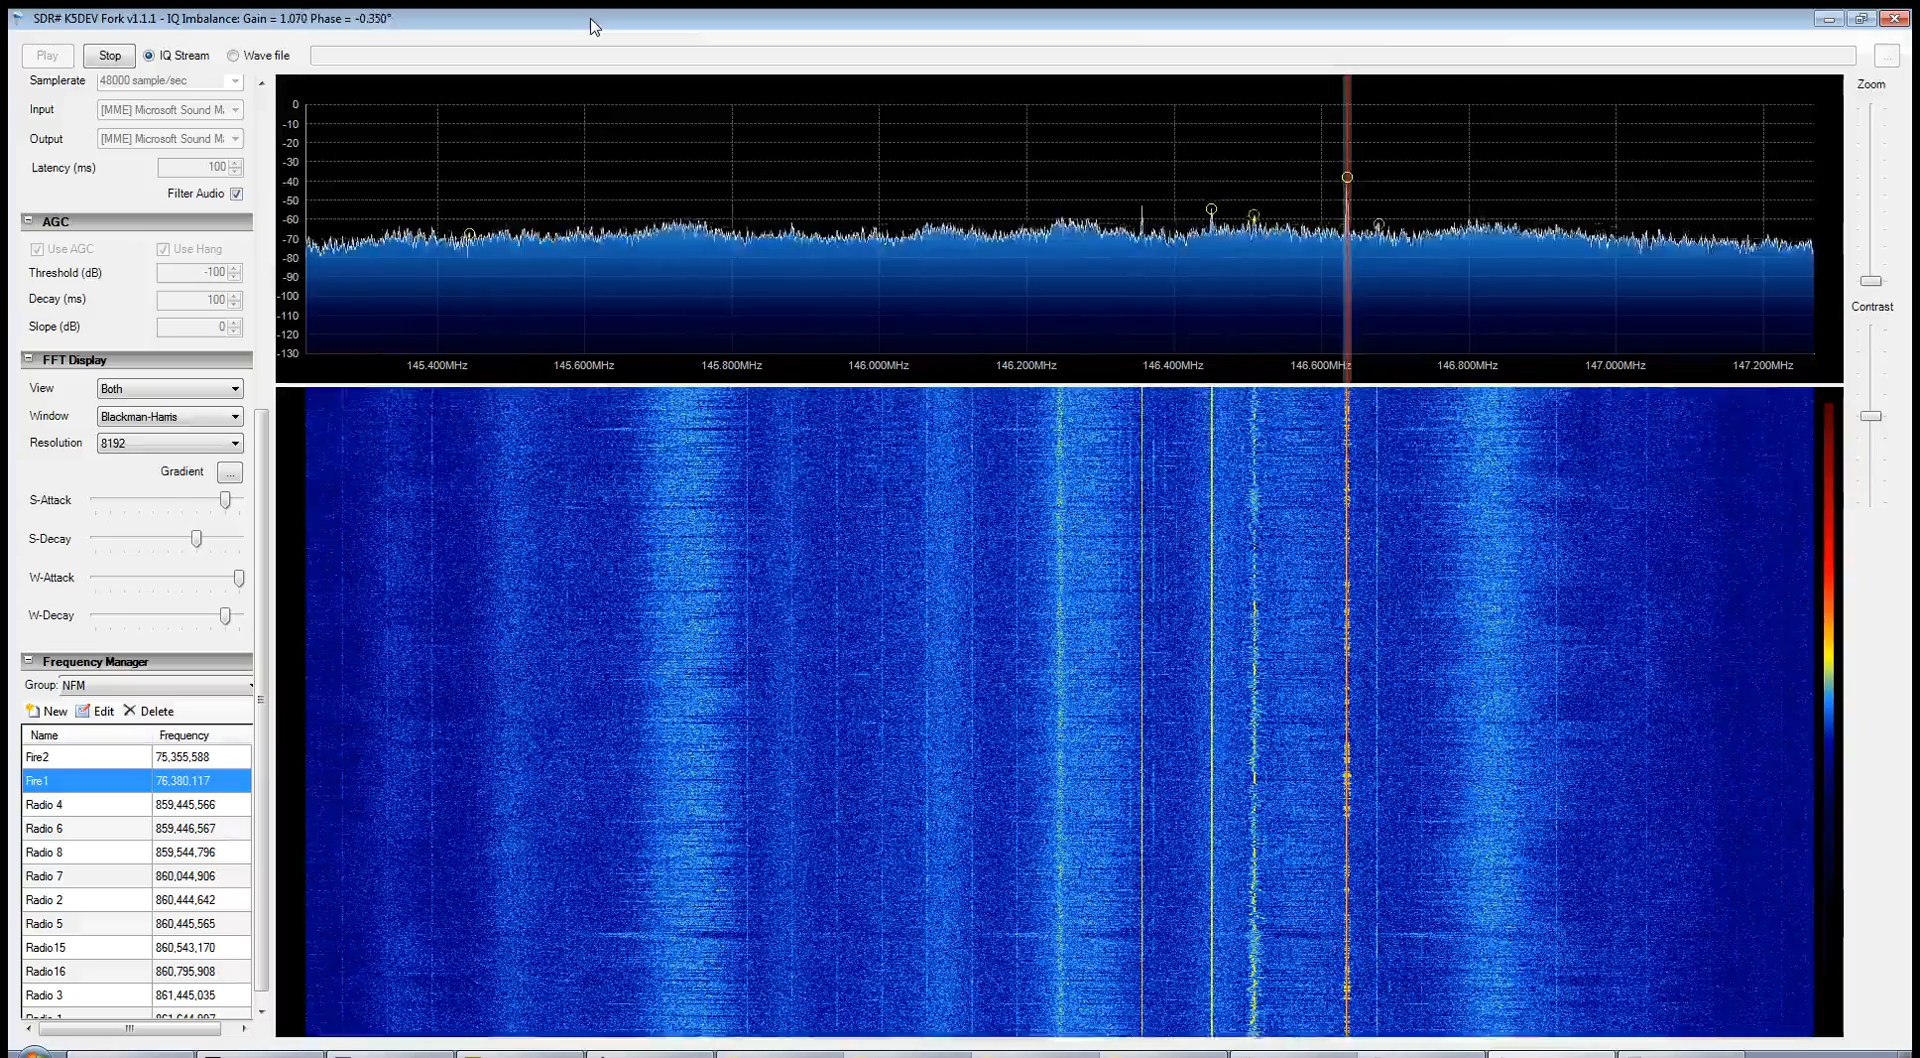 SDR# K5DEV Fork v1.1.1 - IQ Imbalance: Gain = 1.070 Phase = -0.350°
Play Stop IQ Stream Wave file ...
Samplerate 48000 sample/sec
Input [MME] Microsoft Sound M
Output [MME] Microsoft Sound M
Latency (ms) 100
Filter Audio
AGC
Use AGC Use Hang
Threshold (dB) -100
Decay (ms) 100
Slope (dB) 0
FFT Display
View Both
Window Blackman-Harris
Resolution 8192
Gradient ...
S-Attack
S-Decay
W-Attack
W-Decay
Frequency Manager
Group: NFM
New Edit Delete
Name Frequency
Fire2 75,355,588
Fire1 76,380,117
Radio 4 859,445,566
Radio 6 859,446,567
Radio 8 859,544,796
Radio 7 860,044,906
Radio 2 860,444,642
Radio 5 860,445,565
Radio15 860,543,170
Radio16 860,795,908
Radio 3 861,445,035
0
-10
-20
-30
-40
-50
-60
-70
-80
-90
-100
-110
-120
-130
145.400MHz 145.600MHz 145.800MHz 146.000MHz 146.200MHz 146.400MHz 146.600MHz 146.800MHz 147.000MHz 147.200MHz
Zoom
Contrast